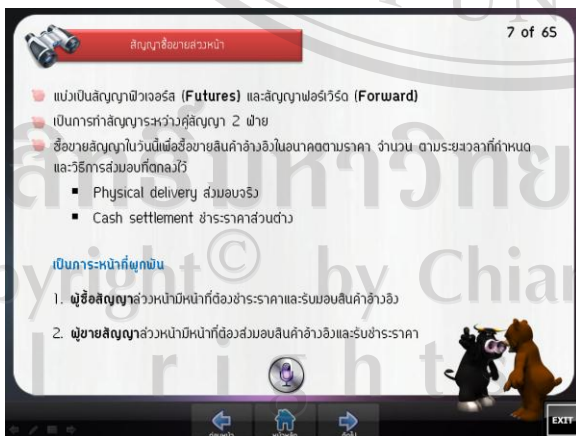 สัญญาซื้อขายล่วงหน้า
7 of 65
แบ่งเป็นสัญญาฟิวเจอร์ส (Futures) และสัญญาฟอร์เวิร์ด (Forward)
เป็นการทำสัญญาระหว่างคู่สัญญา 2 ฝ่าย
ซื้อขายสัญญาในวันนี้เพื่อซื้อขายสินค้าอ้างอิงในอนาคตตามราคา จำนวน ตามระยะเวลาที่กำหนด
และวิธีการส่งมอบที่ตกลงไว้
Physical delivery ส่งมอบจริง
Cash settlement ชำระราคาส่วนต่าง
เป็นภาระหน้าที่ผูกพัน
1. ผู้ซื้อสัญญาล่วงหน้ามีหน้าที่ต้องชำระราคาและรับมอบสินค้าอ้างอิง
2. ผู้ขายสัญญาล่วงหน้ามีหน้าที่ต้องส่งมอบสินค้าอ้างอิงและรับชำระราคา
ก่อนหน้า หน้าหลัก ถัดไป
EXIT